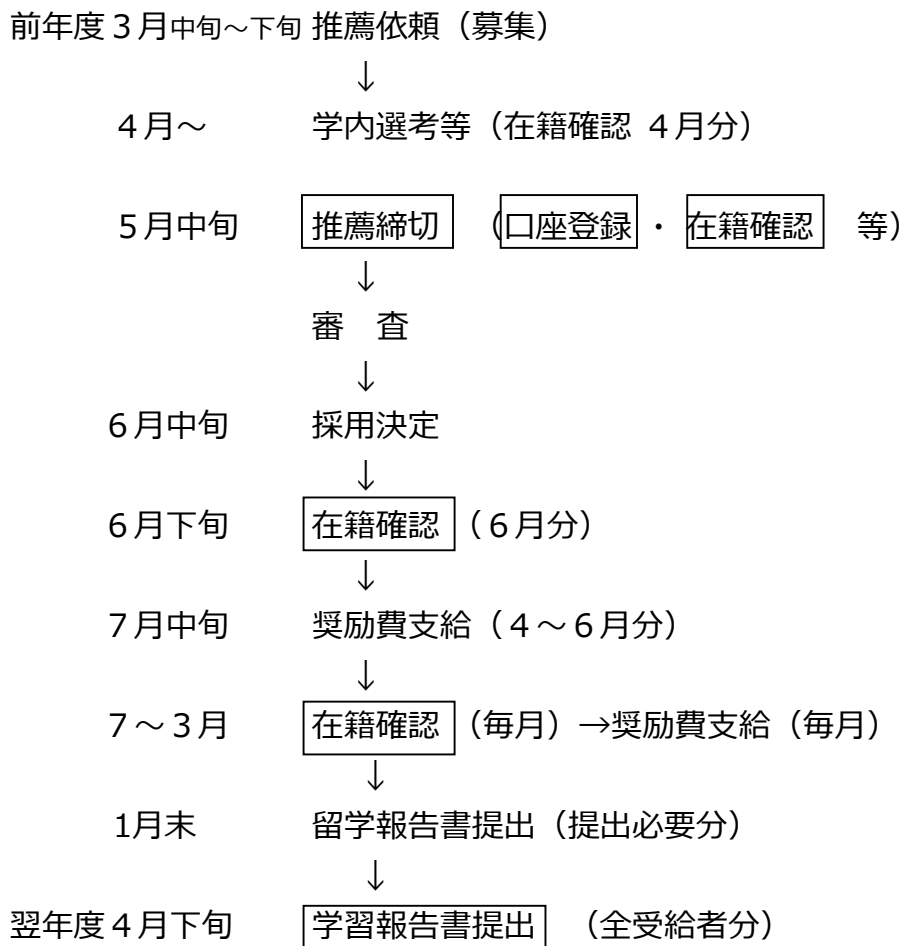 前年度３月中旬～下旬 推薦依頼（募集）
↓
４月～ 学内選考等（在籍確認 ４月分）
５月中旬 推薦締切 （口座登録 ・ 在籍確認 等）
↓
審　査
↓
６月中旬 採用決定
↓
６月下旬 在籍確認 （６月分）
↓
７月中旬 奨励費支給（４～６月分）
↓
７～３月 在籍確認 （毎月）→奨励費支給（毎月）
↓
1月末 留学報告書提出（提出必要分）
↓
翌年度４月下旬 学習報告書提出 （全受給者分）